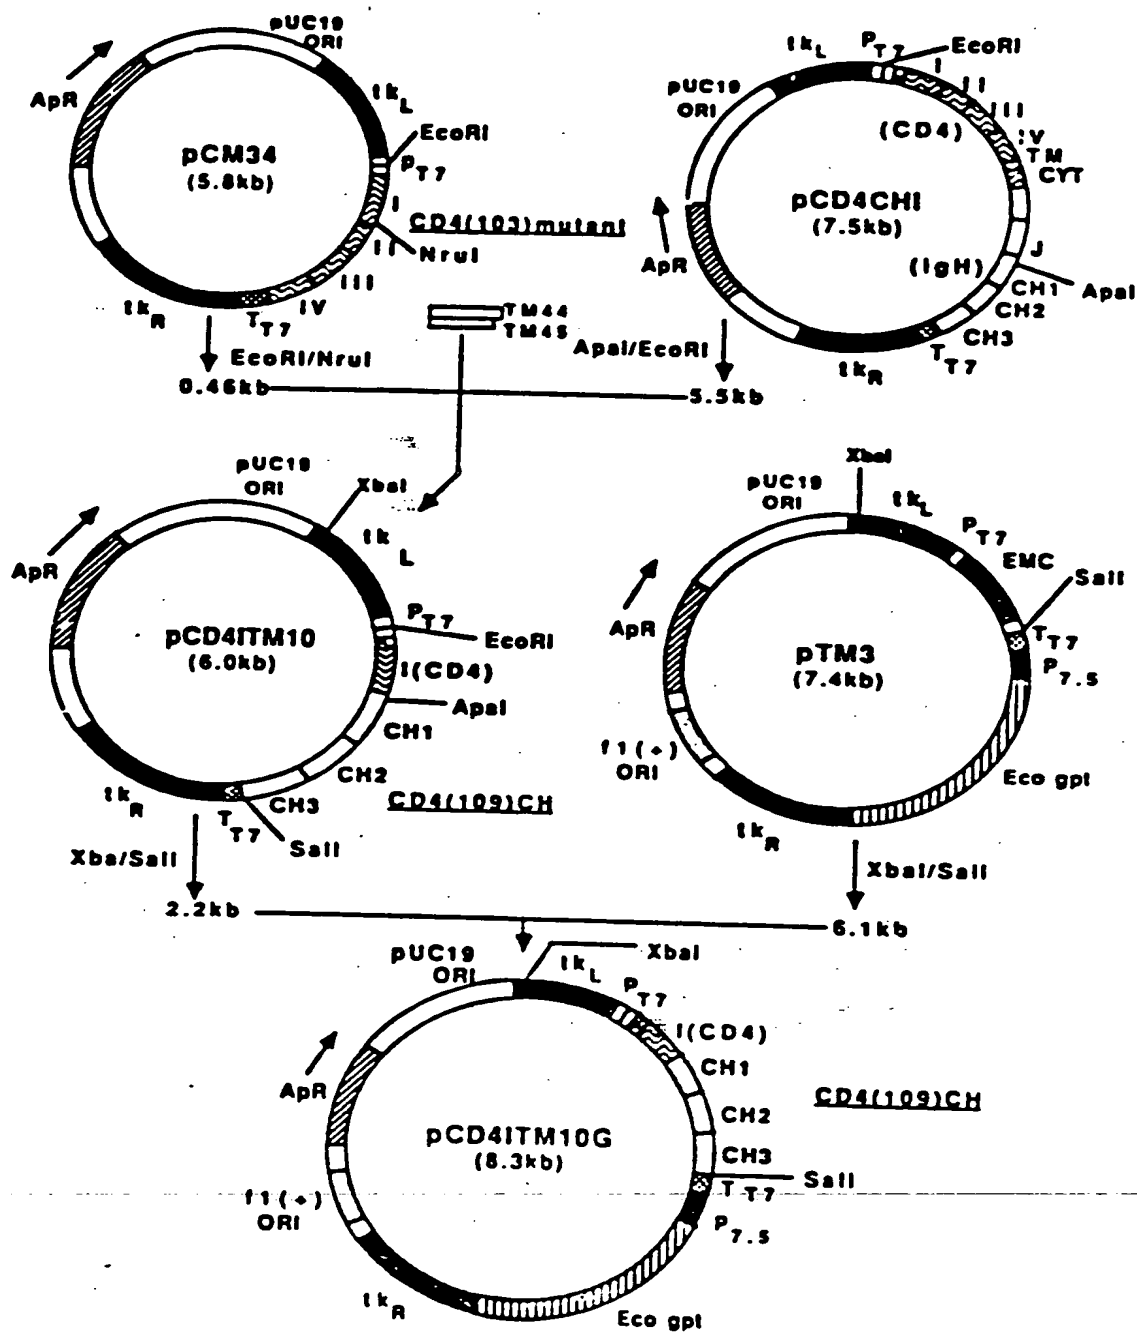 pUC19
ORI
ApR
tkL
EcoRI
PT7
pCM34
(5.8kb)
I
CD4(103)mutant
NruI
II
III
IV
TT7
tkR
EcoRI/NruI
0.46kb
TM44
TM45
tkL
PT7
EcoRI
pUC19
ORI
I
II
III
(CD4)
IV
TM
CYT
pCD4CHI
(7.5kb)
ApR
J
(IgH)
ApaI
CH1
CH2
CH3
TT7
tkR
ApaI/EcoRI
5.5kb
pUC19
ORI
XbaI
tkL
ApR
PT7
EcoRI
pCD4ITM10
(6.0kb)
I(CD4)
ApaI
CH1
CH2
CH3
CD4(109)CH
TT7
SalI
tkR
Xba/SalI
2.2kb
XbaI
pUC19
ORI
tkL
PT7
EMC
SalI
ApR
TT7
pTM3
(7.4kb)
P7.5
f1(+)
ORI
Eco gpt
tkR
XbaI/SalI
6.1kb
pUC19
ORI
XbaI
tkL
PT7
I(CD4)
ApR
CH1
CD4(109)CH
CH2
pCD4ITM10G
(8.3kb)
CH3
SalI
TT7
f1(+)
ORI
P7.5
tkR
Eco gpt